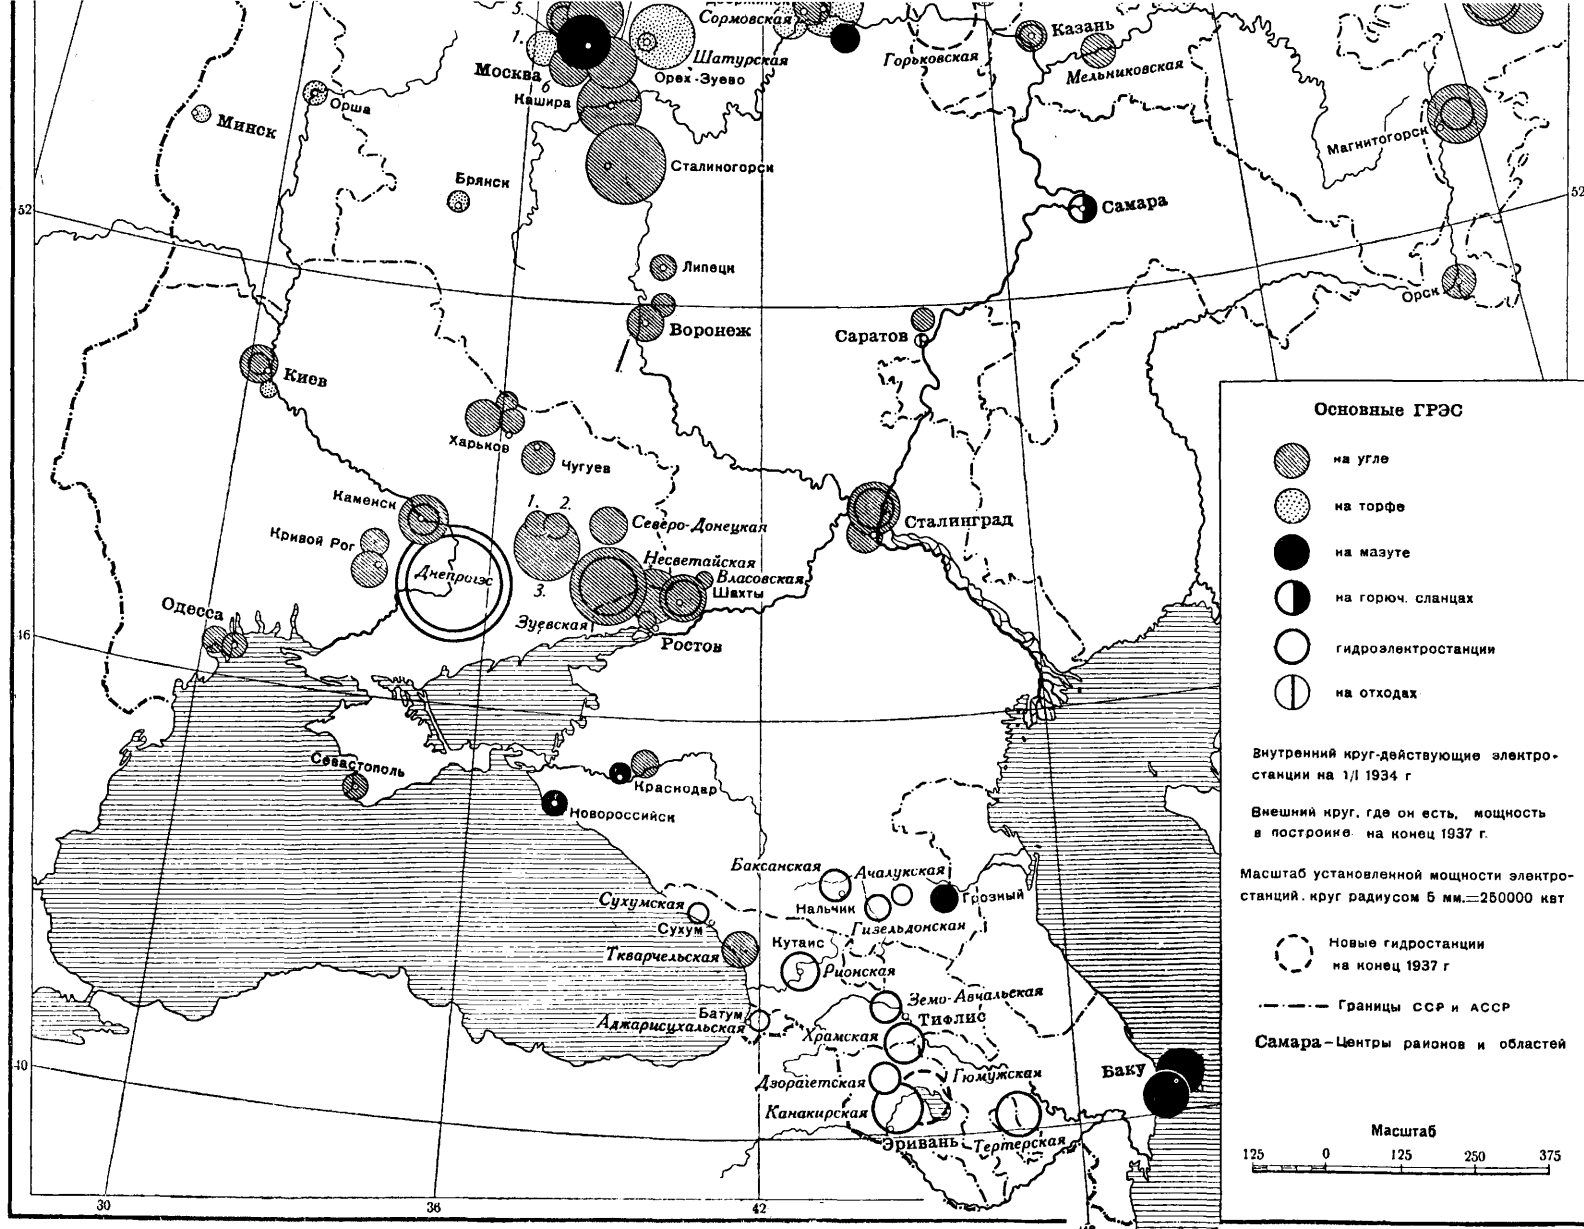 5.
Сормовская
1.
Казань
Москва
Шатурская
Орех-Зуево
Горьковская
Мельниковская
6
Кашира
Орша
Минск
Магнитогорск
Сталиногорск
Брянск
52
52
Самара
Липецк
Орск
Воронеж
Саратов
Киев
Харьков
Чугуев
Каменск
1.
2.
Северо-Донецкая
Сталинград
Кривой Рог
Несветайская
Днепрогэс
Власовская
Шахты
3.
Одесса
Зуевская
46
Ростов
Севастополь
Краснодар
Новороссийск
Баксанская
Ачалукская
Сухумская
Нальчик
Грозный
Сухум
Гизельдонская
Ткварчельская
Кутаис
Рионская
Земо-Авчальская
Батум
Тифлис
Аджарисцхальская
Храмская
40
Дзорагетская
Гюмужская
Баку
Канакирская
Эривань
Тертерская
30
36
42
48
Основные ГРЭС
на угле
на торфе
на мазуте
на горюч. сланцах
гидроэлектростанции
на отходах
Внутренний круг-действующие электро-
станции на 1/I 1934 г
Внешний круг, где он есть, мощность
в построике на конец 1937 г.
Масштаб установленной мощности электро-
станций. круг радиусом 5 мм.=250000 квт
Новые гидростанции
на конец 1937 г
Границы ССР и АССР
Самара-Центры раионов и областей
Масштаб
125 0 125 250 375